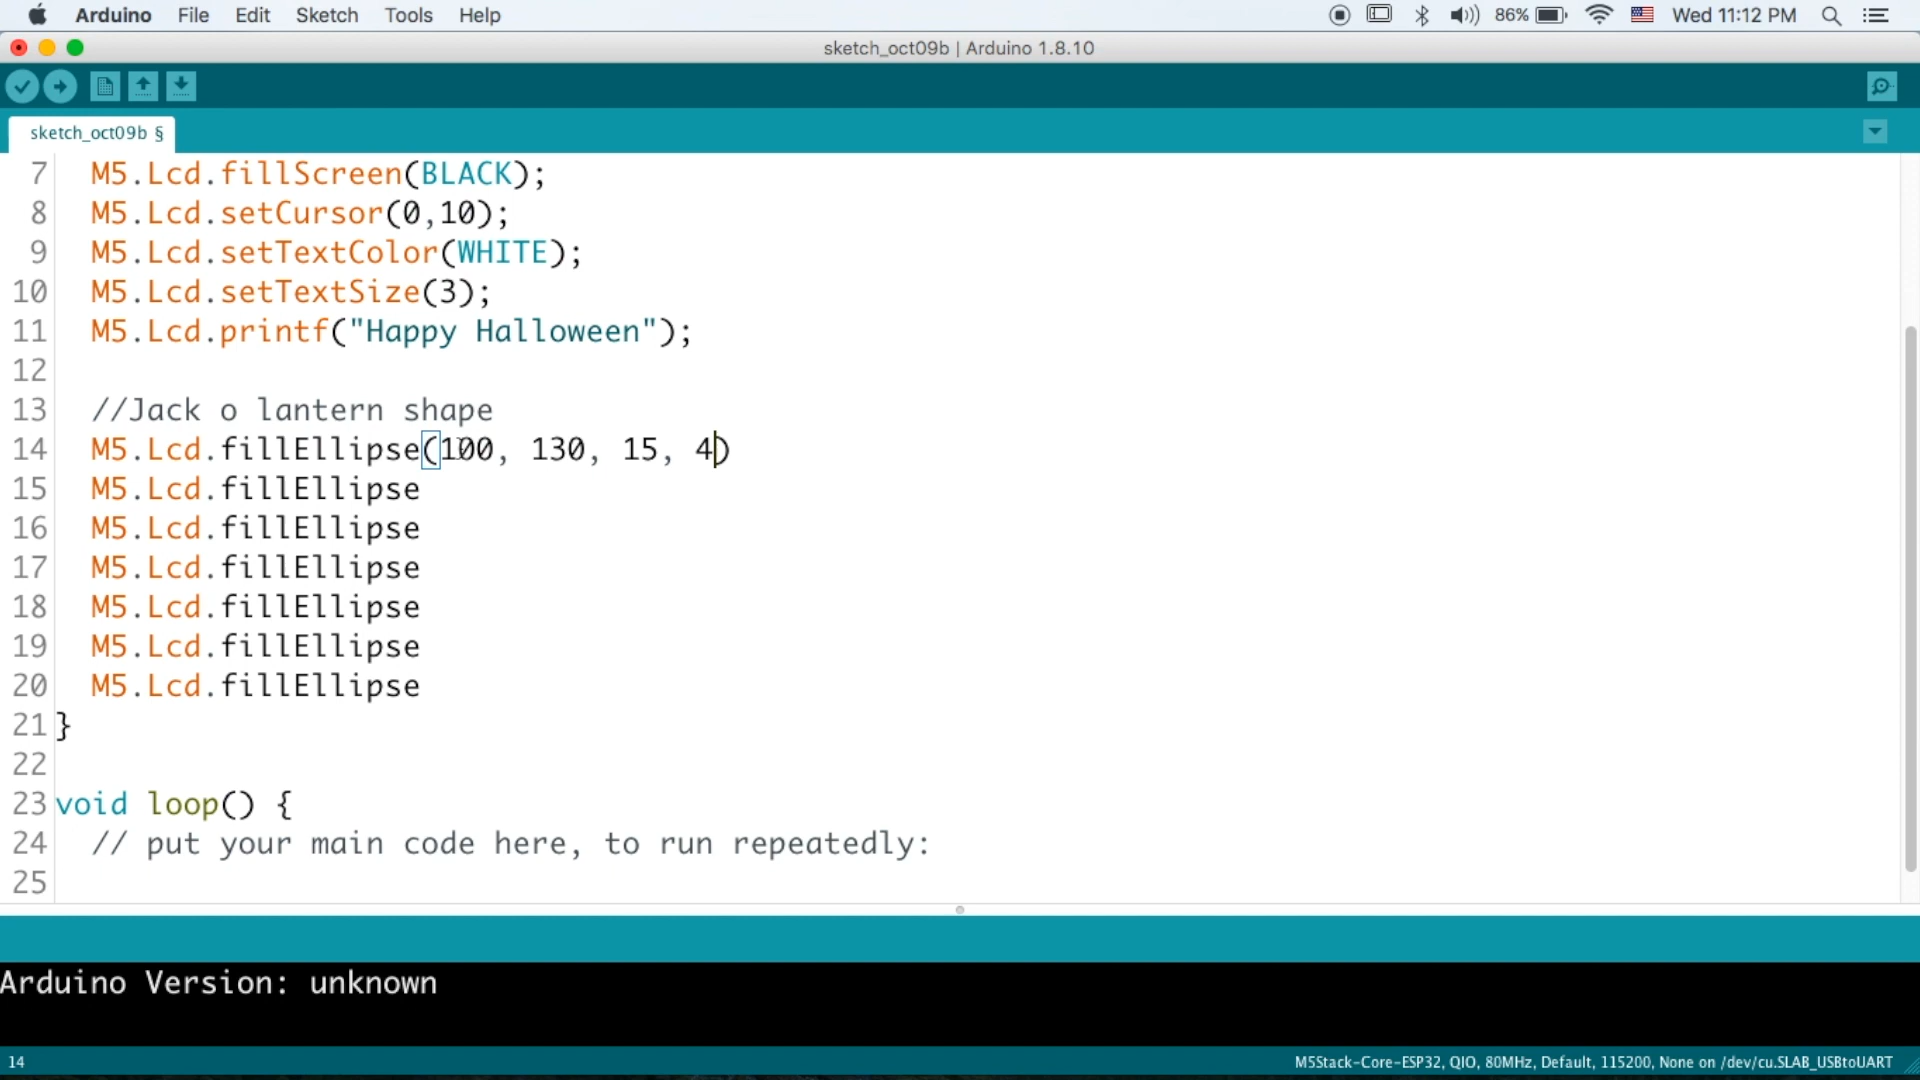 Arduino File Edit Sketch Tools Help 86% Wed 11:12 PM
sketch_oct09b | Arduino 1.8.10
sketch_oct09b §
7 M5.Lcd.fillScreen(BLACK);
8 M5.Lcd.setCursor(0,10);
9 M5.Lcd.setTextColor(WHITE);
10 M5.Lcd.setTextSize(3);
11 M5.Lcd.printf("Happy Halloween");
12
13 //Jack o lantern shape
14 M5.Lcd.fillEllipse(100, 130, 15, 4)
15 M5.Lcd.fillEllipse
16 M5.Lcd.fillEllipse
17 M5.Lcd.fillEllipse
18 M5.Lcd.fillEllipse
19 M5.Lcd.fillEllipse
20 M5.Lcd.fillEllipse
21 }
22
23 void loop() {
24 // put your main code here, to run repeatedly:
25
Arduino Version: unknown
14 M5Stack-Core-ESP32, QIO, 80MHz, Default, 115200, None on /dev/cu.SLAB_USBtoUART